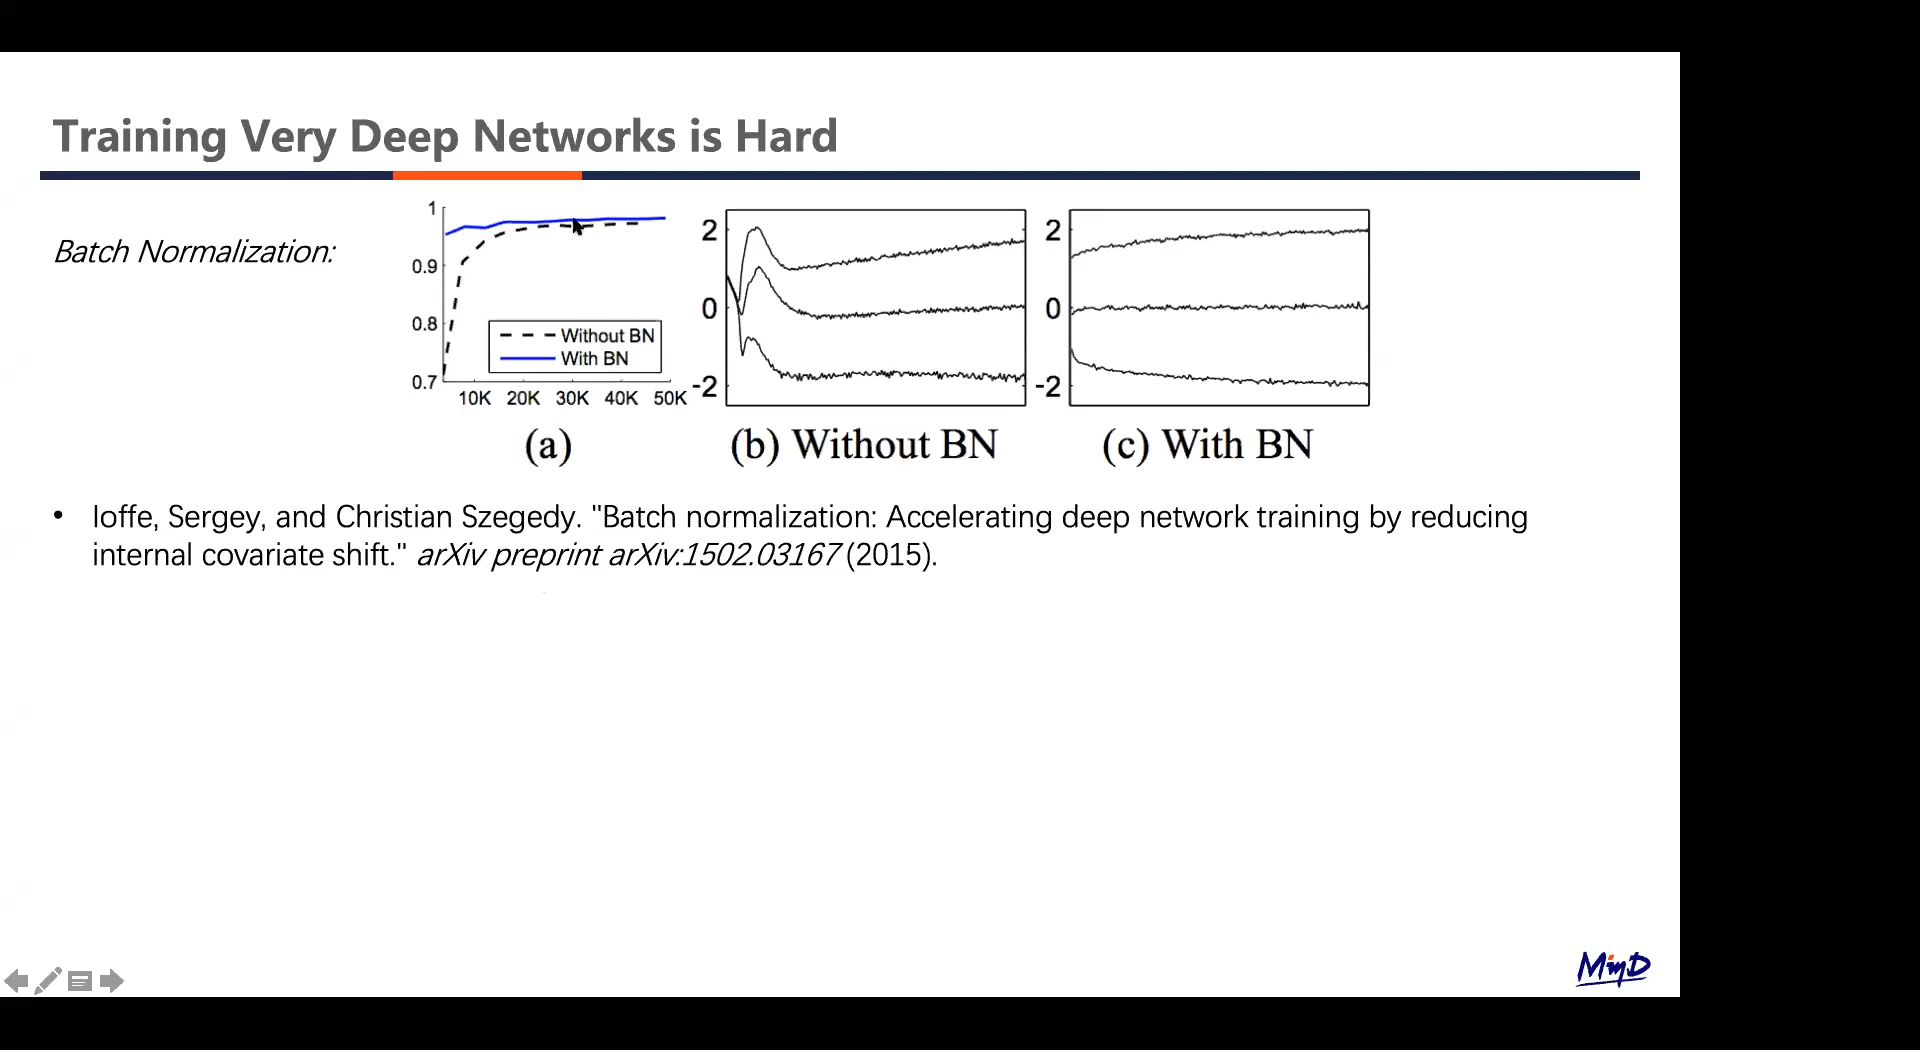 Training Very Deep Networks is Hard
Batch Normalization:
1
0.9
0.8
0.7
10K 20K 30K 40K 50K
Without BN
With BN
(a)
2
0
-2
(b) Without BN
2
0
-2
(c) With BN
• Ioffe, Sergey, and Christian Szegedy. "Batch normalization: Accelerating deep network training by reducing
internal covariate shift." arXiv preprint arXiv:1502.03167 (2015).
MinD